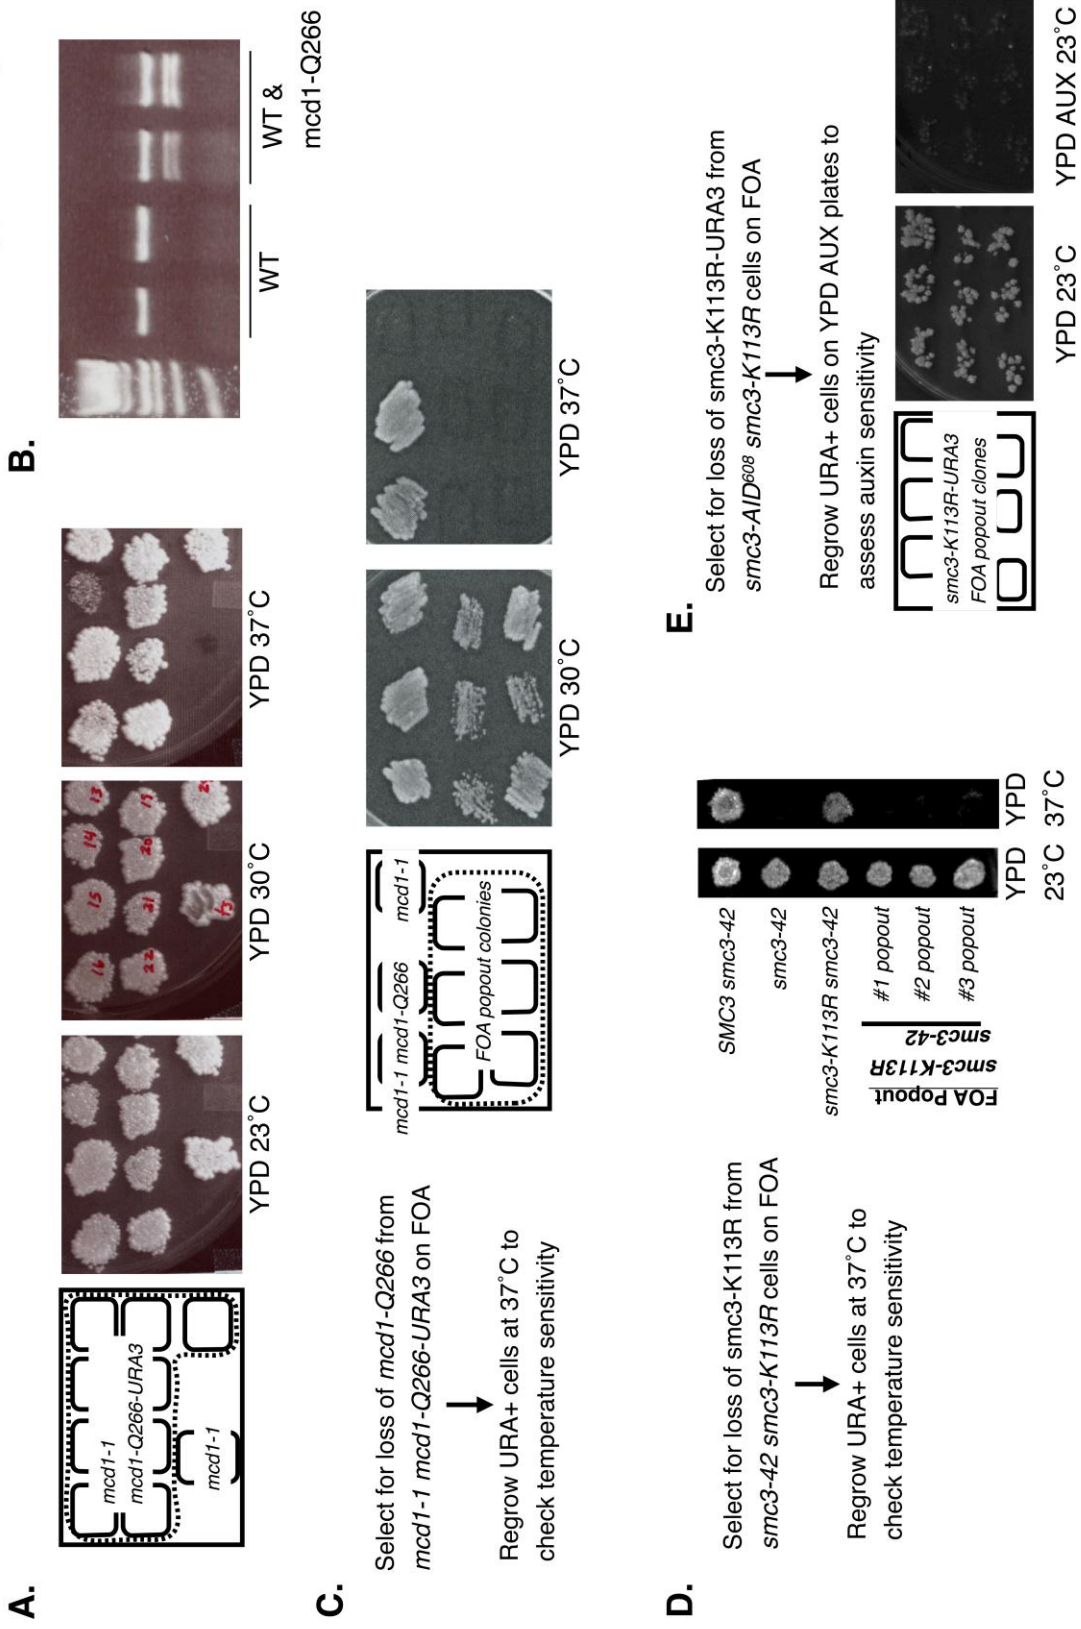 A.
mcd1-1
mcd1-Q266-URA3
mcd1-1
YPD 23˚C
16
15
14
13
22
21
20
19
YPD 30˚C
YPD 37˚C
B.
WT
WT &
mcd1-Q266
C.
Select for loss of mcd1-Q266 from
mcd1-1 mcd1-Q266-URA3 on FOA
Regrow URA+ cells at 37˚C to
check temperature sensitivity
mcd1-1 mcd1-Q266
mcd1-1
FOA popout colonies
YPD 30˚C
YPD 37˚C
D.
Select for loss of smc3-K113R from
smc3-42 smc3-K113R cells on FOA
Regrow URA+ cells at 37˚C to
check temperature sensitivity
SMC3 smc3-42
smc3-42
smc3-K113R smc3-42
FOA Popout
smc3-K113R
smc3-42
#1 popout
#2 popout
#3 popout
YPD
23˚C
YPD
37˚C
E.
Select for loss of smc3-K113R-URA3 from
smc3-AID608 smc3-K113R cells on FOA
Regrow URA+ cells on YPD AUX plates to
assess auxin sensitivity
smc3-K113R-URA3
FOA popout clones
YPD 23˚C
YPD AUX 23˚C